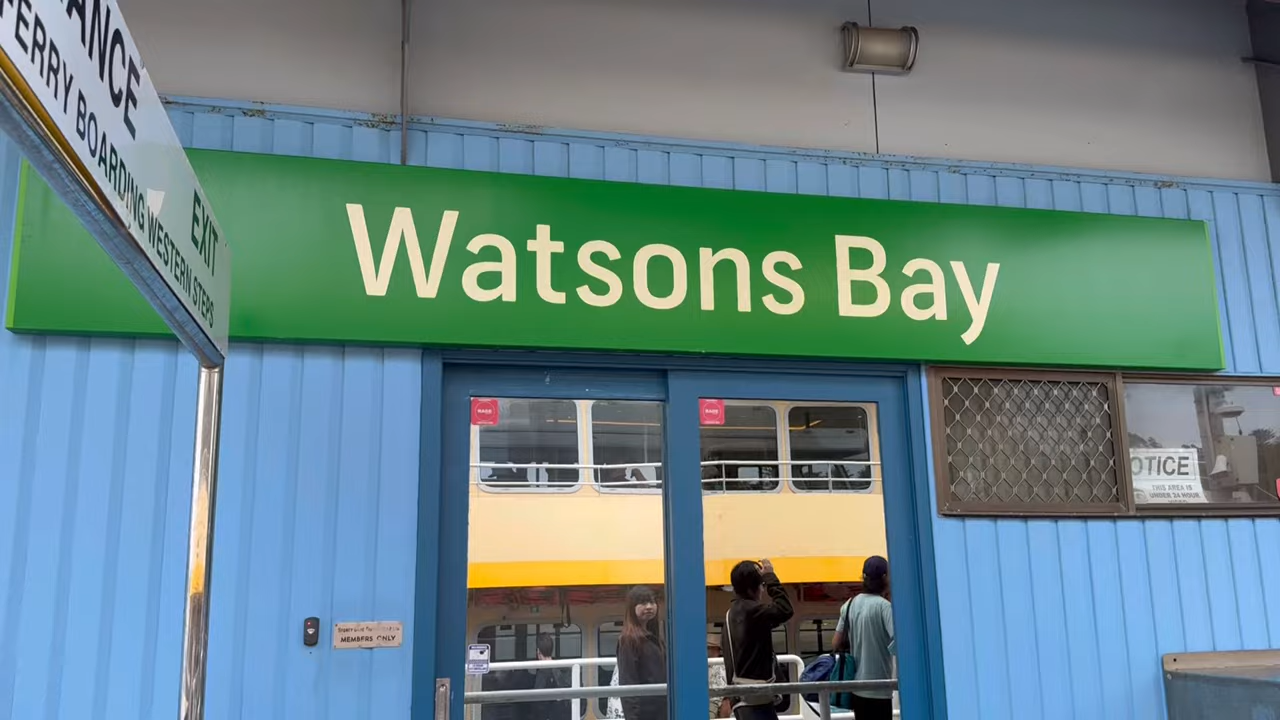 ANCE
FERRY BOARDING
EXIT
WESTERN STEPS
Watsons Bay
MEMBERS ONLY
OTICE
THIS AREA IS
UNDER 24 HOUR